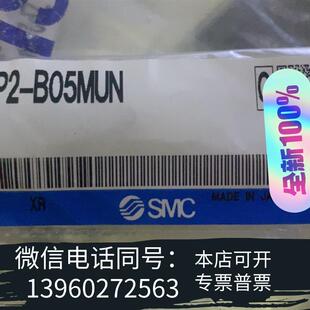 P2-B05MUN
全新100%
XR
SMC
MADE IN JA
微信电话同号：
13960272563
本店可开
专票普票